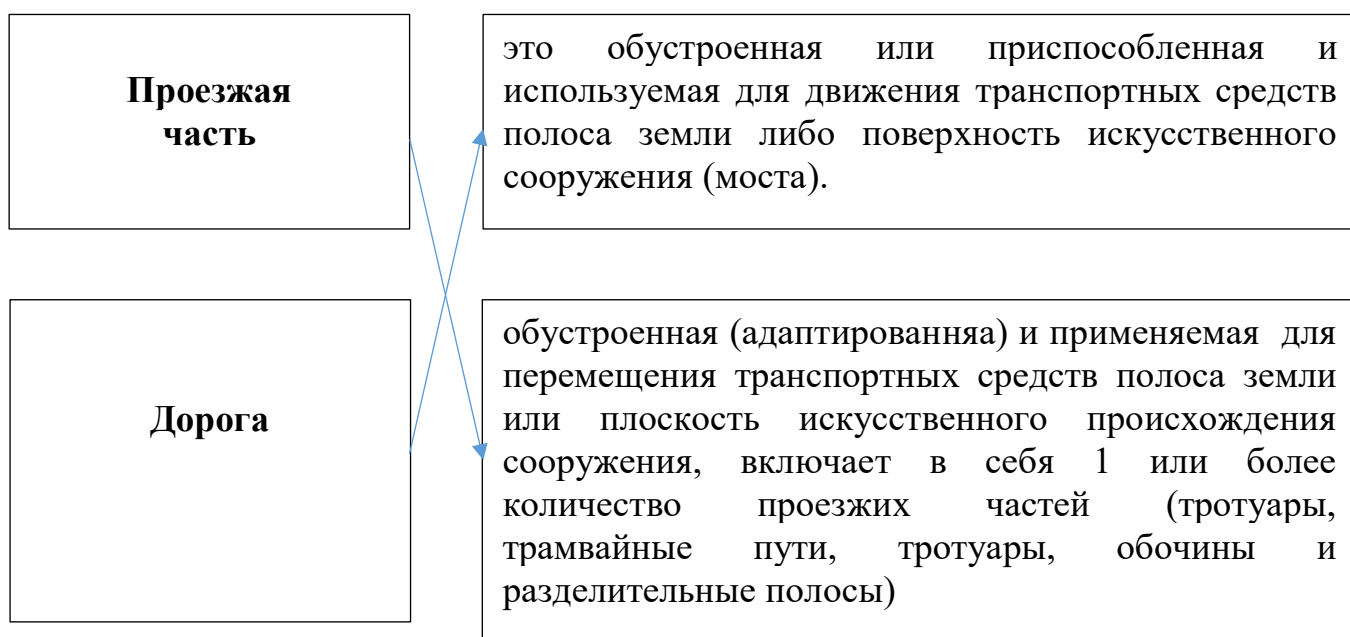 Проезжая
часть
это обустроенная или приспособленная и
используемая для движения транспортных средств
полоса земли либо поверхность искусственного
сооружения (моста).
Дорога
обустроенная (адаптированняа) и применяемая для
перемещения транспортных средств полоса земли
или плоскость искусственного происхождения
сооружения, включает в себя 1 или более
количество проезжих частей (тротуары,
трамвайные пути, тротуары, обочины и
разделительные полосы)